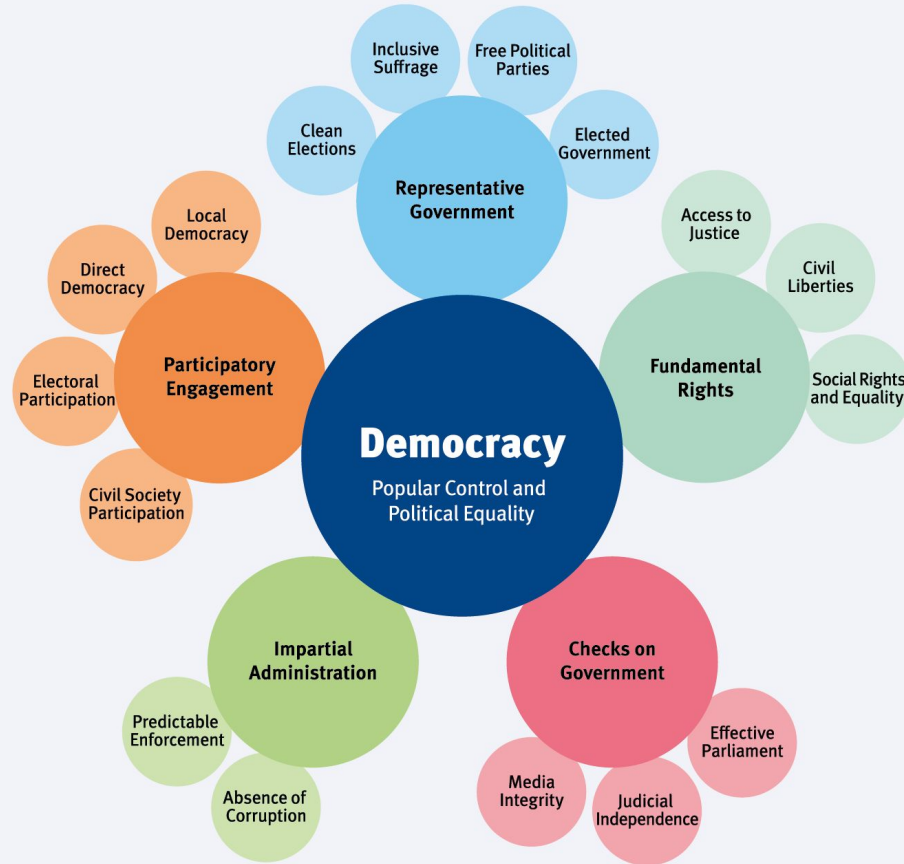 Inclusive
Suffrage
Free Political
Parties
Clean
Elections
Elected
Government
Representative
Government
Local
Democracy
Direct
Democracy
Electoral
Participation
Civil Society
Participation
Participatory
Engagement
Access to
Justice
Civil
Liberties
Social Rights
and Equality
Fundamental
Rights
Democracy
Popular Control and
Political Equality
Impartial
Administration
Predictable
Enforcement
Absence of
Corruption
Checks on
Government
Effective
Parliament
Media
Integrity
Judicial
Independence